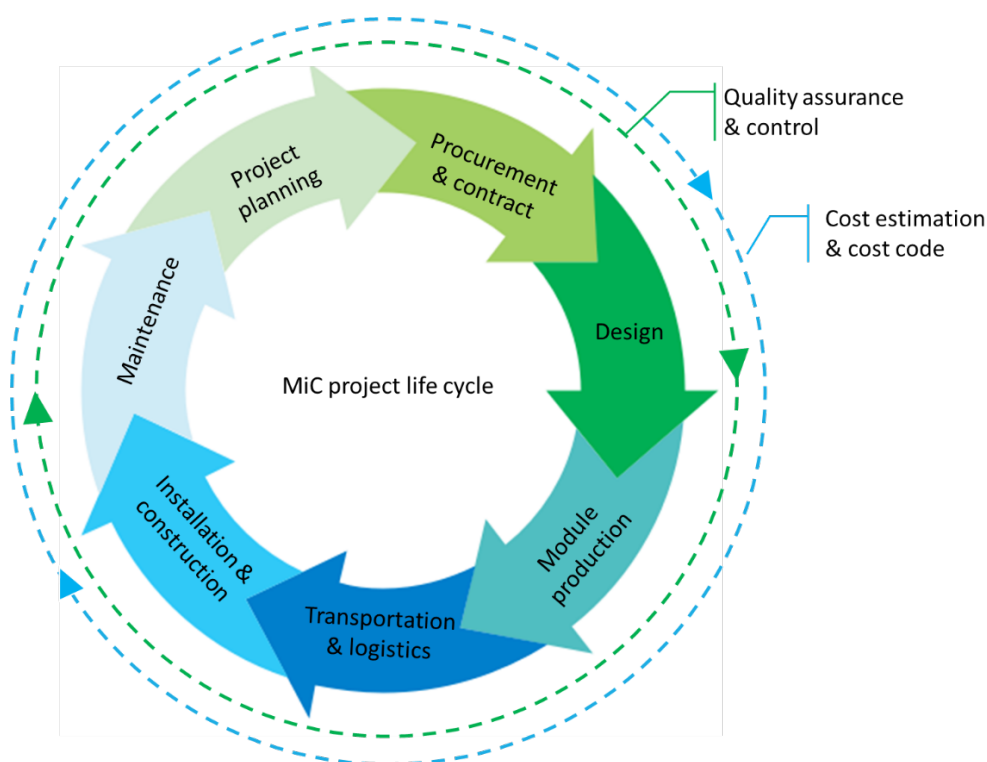 Quality assurance
& control
Cost estimation
& cost code
Project
planning
Procurement
& contract
Design
Module
production
Transportation
& logistics
Installation &
construction
Maintenance
MiC project life cycle